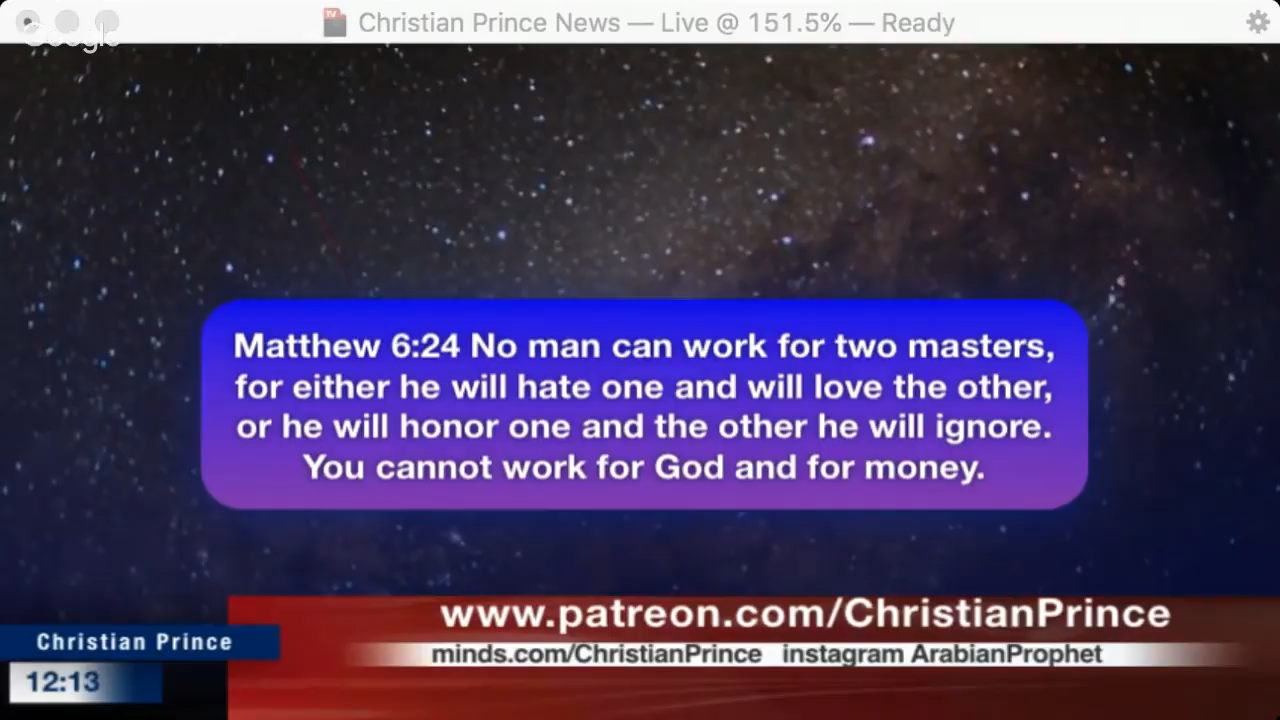 Christian Prince News — Live @ 151.5% — Ready
Google
Matthew 6:24 No man can work for two masters,
for either he will hate one and will love the other,
or he will honor one and the other he will ignore.
You cannot work for God and for money.
www.patreon.com/ChristianPrince
Christian Prince
minds.com/ChristianPrince instagram ArabianProphet
12:13